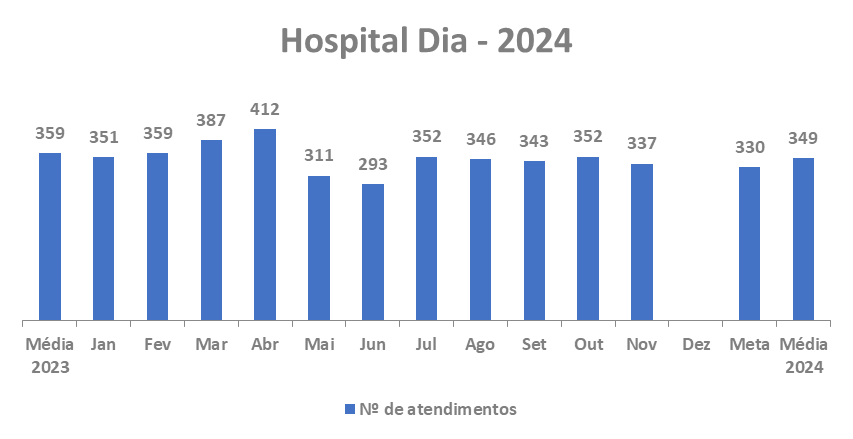 Hospital Dia - 2024
359
351
359
387
412
311
293
352
346
343
352
337
330
349
Média 2023
Jan
Fev
Mar
Abr
Mai
Jun
Jul
Ago
Set
Out
Nov
Dez
Meta
Média 2024
Nº de atendimentos